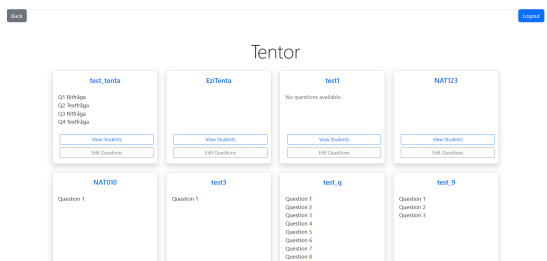 Back
Logout
Tentor
test_tenta
Q1 Ritfråga
Q2 Textfråga
Q3 Ritfråga
Q4 Textfråga
View Students
Edit Questions
EziTenta
View Students
Edit Questions
test1
No questions available.
View Students
Edit Questions
NAT123
View Students
Edit Questions
NAT010
Question 1
test3
Question 1
test_q
Question 1
Question 2
Question 3
Question 4
Question 5
Question 6
Question 7
Question 8
test_9
Question 1
Question 2
Question 3